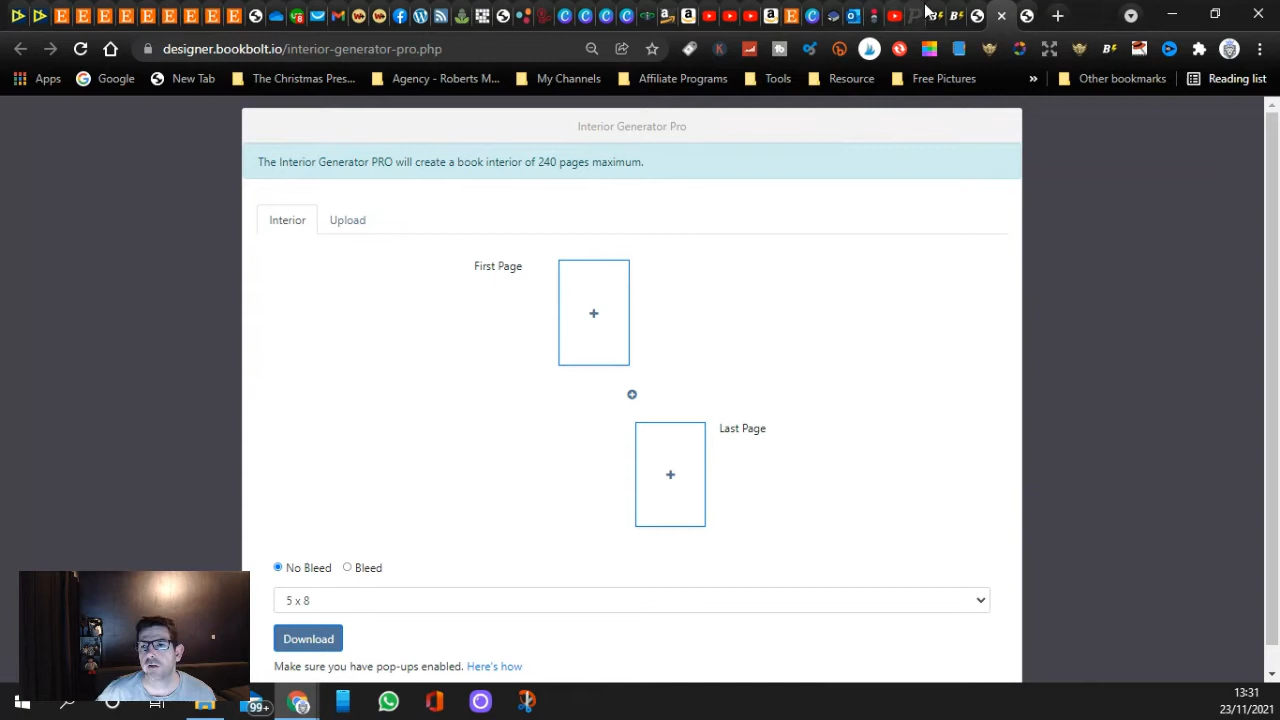 designer.bookbolt.io/interior-generator-pro.php
Apps
Google
New Tab
The Christmas Pres...
Agency - Roberts M...
My Channels
Affiliate Programs
Tools
Resource
Free Pictures
»
Other bookmarks
Reading list
Interior Generator Pro
The Interior Generator PRO will create a book interior of 240 pages maximum.
Interior
Upload
First Page
Last Page
No Bleed
Bleed
5 x 8
Download
Make sure you have pop-ups enabled. Here's how
99+
13:31
23/11/2021